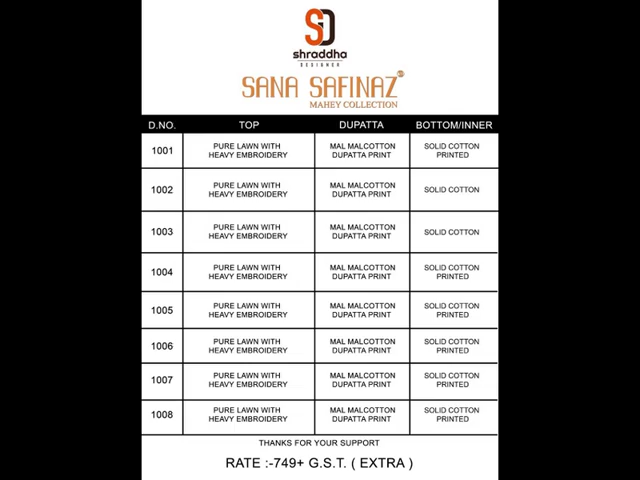 SD
shraddha
DESIGNER
SANA SAFINAZ
MAHEY COLLECTION
D.NO. TOP DUPATTA BOTTOM/INNER
1001 PURE LAWN WITH HEAVY EMBROIDERY MAL MALCOTTON DUPATTA PRINT SOLID COTTON PRINTED
1002 PURE LAWN WITH HEAVY EMBROIDERY MAL MALCOTTON DUPATTA PRINT SOLID COTTON
1003 PURE LAWN WITH HEAVY EMBROIDERY MAL MALCOTTON DUPATTA PRINT SOLID COTTON
1004 PURE LAWN WITH HEAVY EMBROIDERY MAL MALCOTTON DUPATTA PRINT SOLID COTTON PRINTED
1005 PURE LAWN WITH HEAVY EMBROIDERY MAL MALCOTTON DUPATTA PRINT SOLID COTTON PRINTED
1006 PURE LAWN WITH HEAVY EMBROIDERY MAL MALCOTTON DUPATTA PRINT SOLID COTTON PRINTED
1007 PURE LAWN WITH HEAVY EMBROIDERY MAL MALCOTTON DUPATTA PRINT SOLID COTTON PRINTED
1008 PURE LAWN WITH HEAVY EMBROIDERY MAL MALCOTTON DUPATTA PRINT SOLID COTTON PRINTED
THANKS FOR YOUR SUPPORT
RATE :-749+ G.S.T. ( EXTRA )